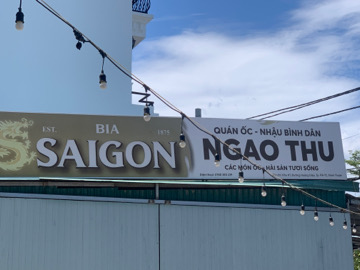 EST. BIA 1875
SAIGON
QUÁN ỐC - NHẬU BÌNH DÂN
NGAO THU
CÁC MÓN ỐC, HẢI SẢN TƯƠI SỐNG